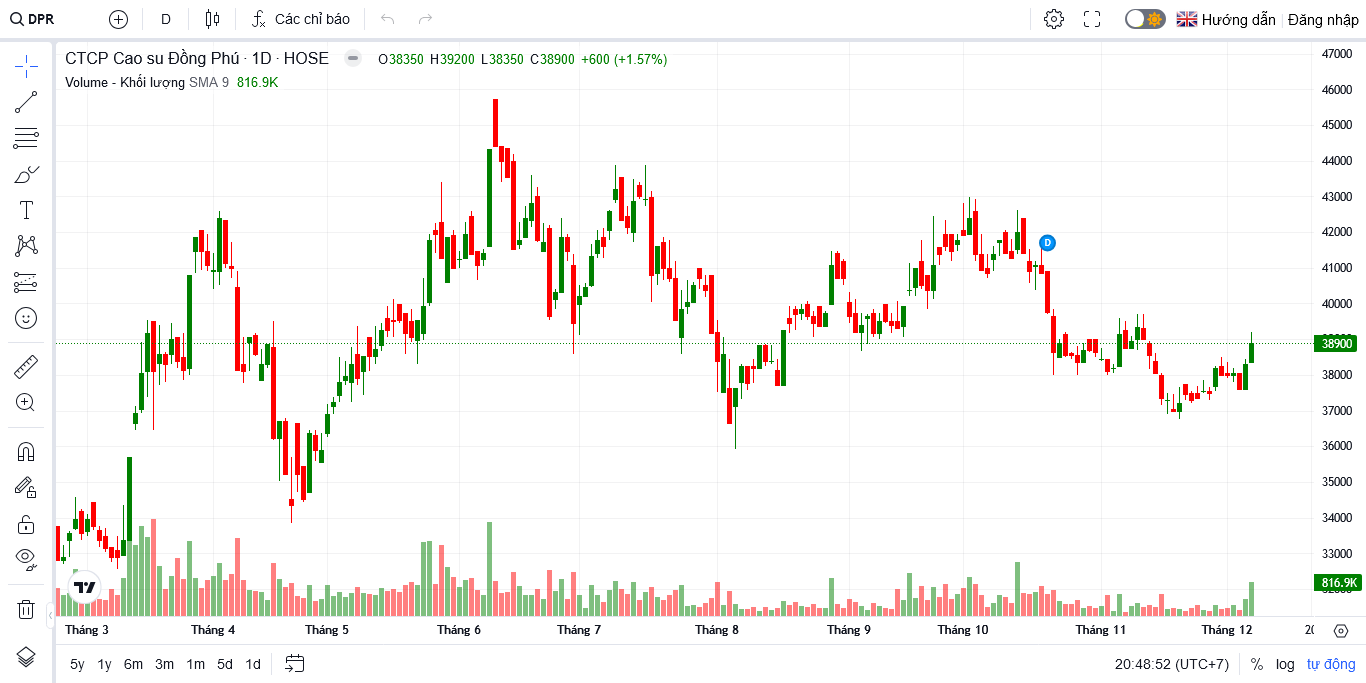 DPR D Các chỉ báo Hướng dẫn Đăng nhập
CTCP Cao su Đồng Phú · 1D · HOSE O38350 H39200 L38350 C38900 +600 (+1.57%)
Volume - Khối lượng SMA 9 816.9K
47000
46000
45000
44000
43000
42000
D
41000
40000
38900
38000
37000
36000
35000
34000
33000
816.9K
Tháng 3 Tháng 4 Tháng 5 Tháng 6 Tháng 7 Tháng 8 Tháng 9 Tháng 10 Tháng 11 Tháng 12
5y 1y 6m 3m 1m 5d 1d 20:48:52 (UTC+7) % log tự động